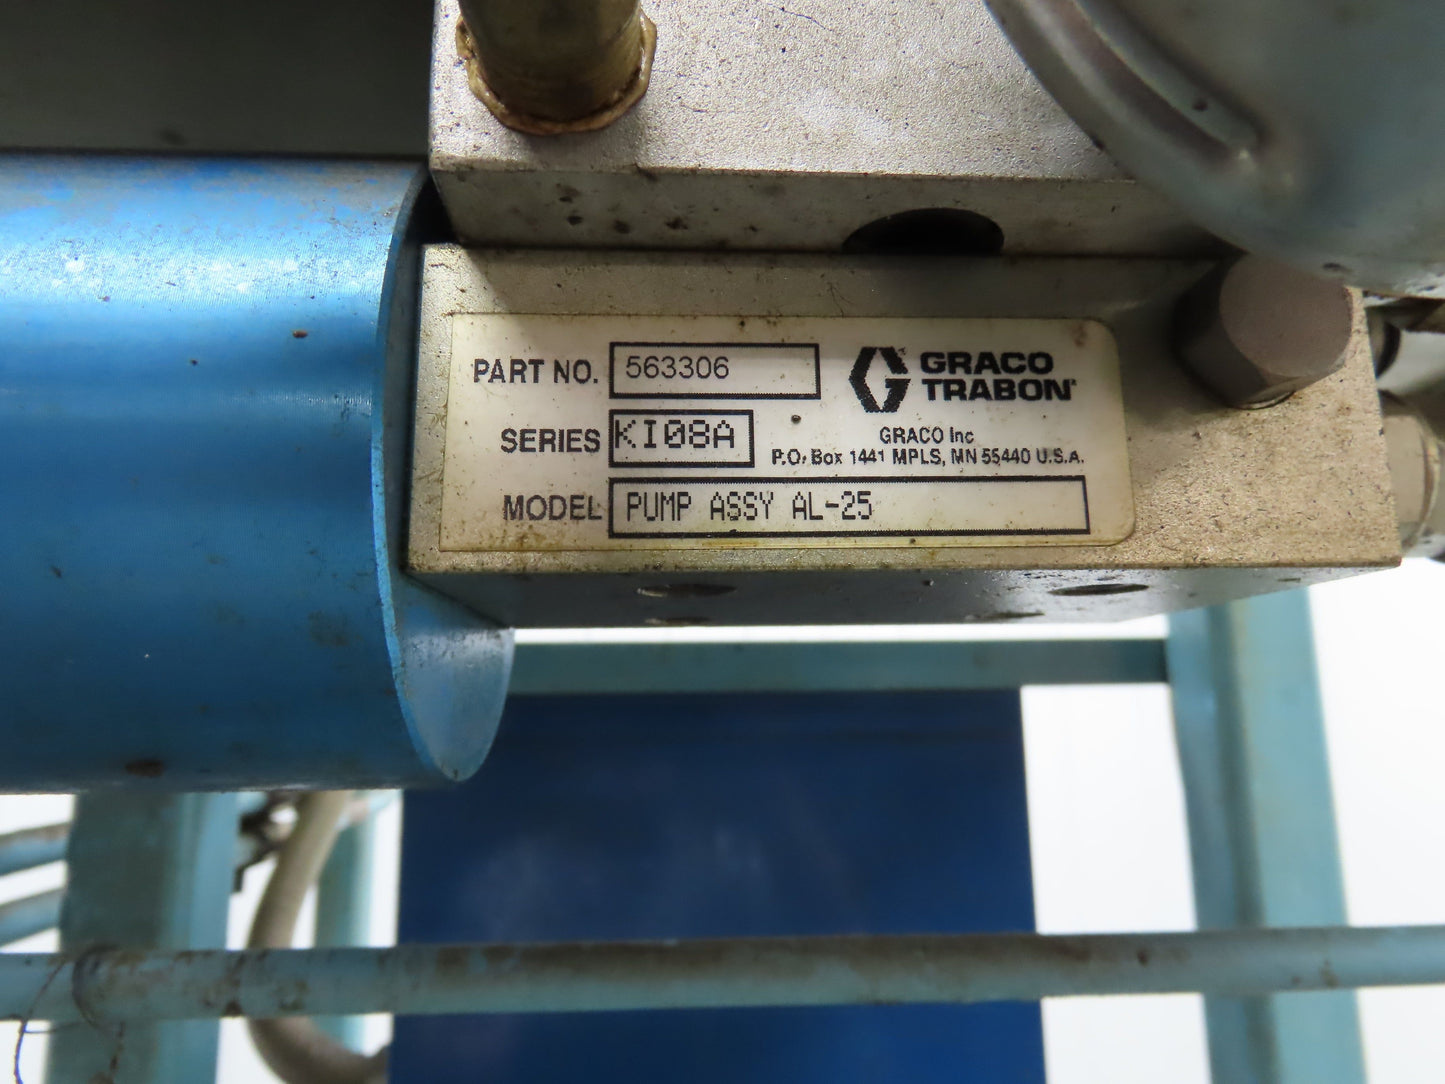 PART NO. 563306
GRACO
TRABON®
SERIES KI08A
GRACO Inc
P.O. Box 1441 MPLS, MN 55440 U.S.A.
MODEL PUMP ASSY AL-25